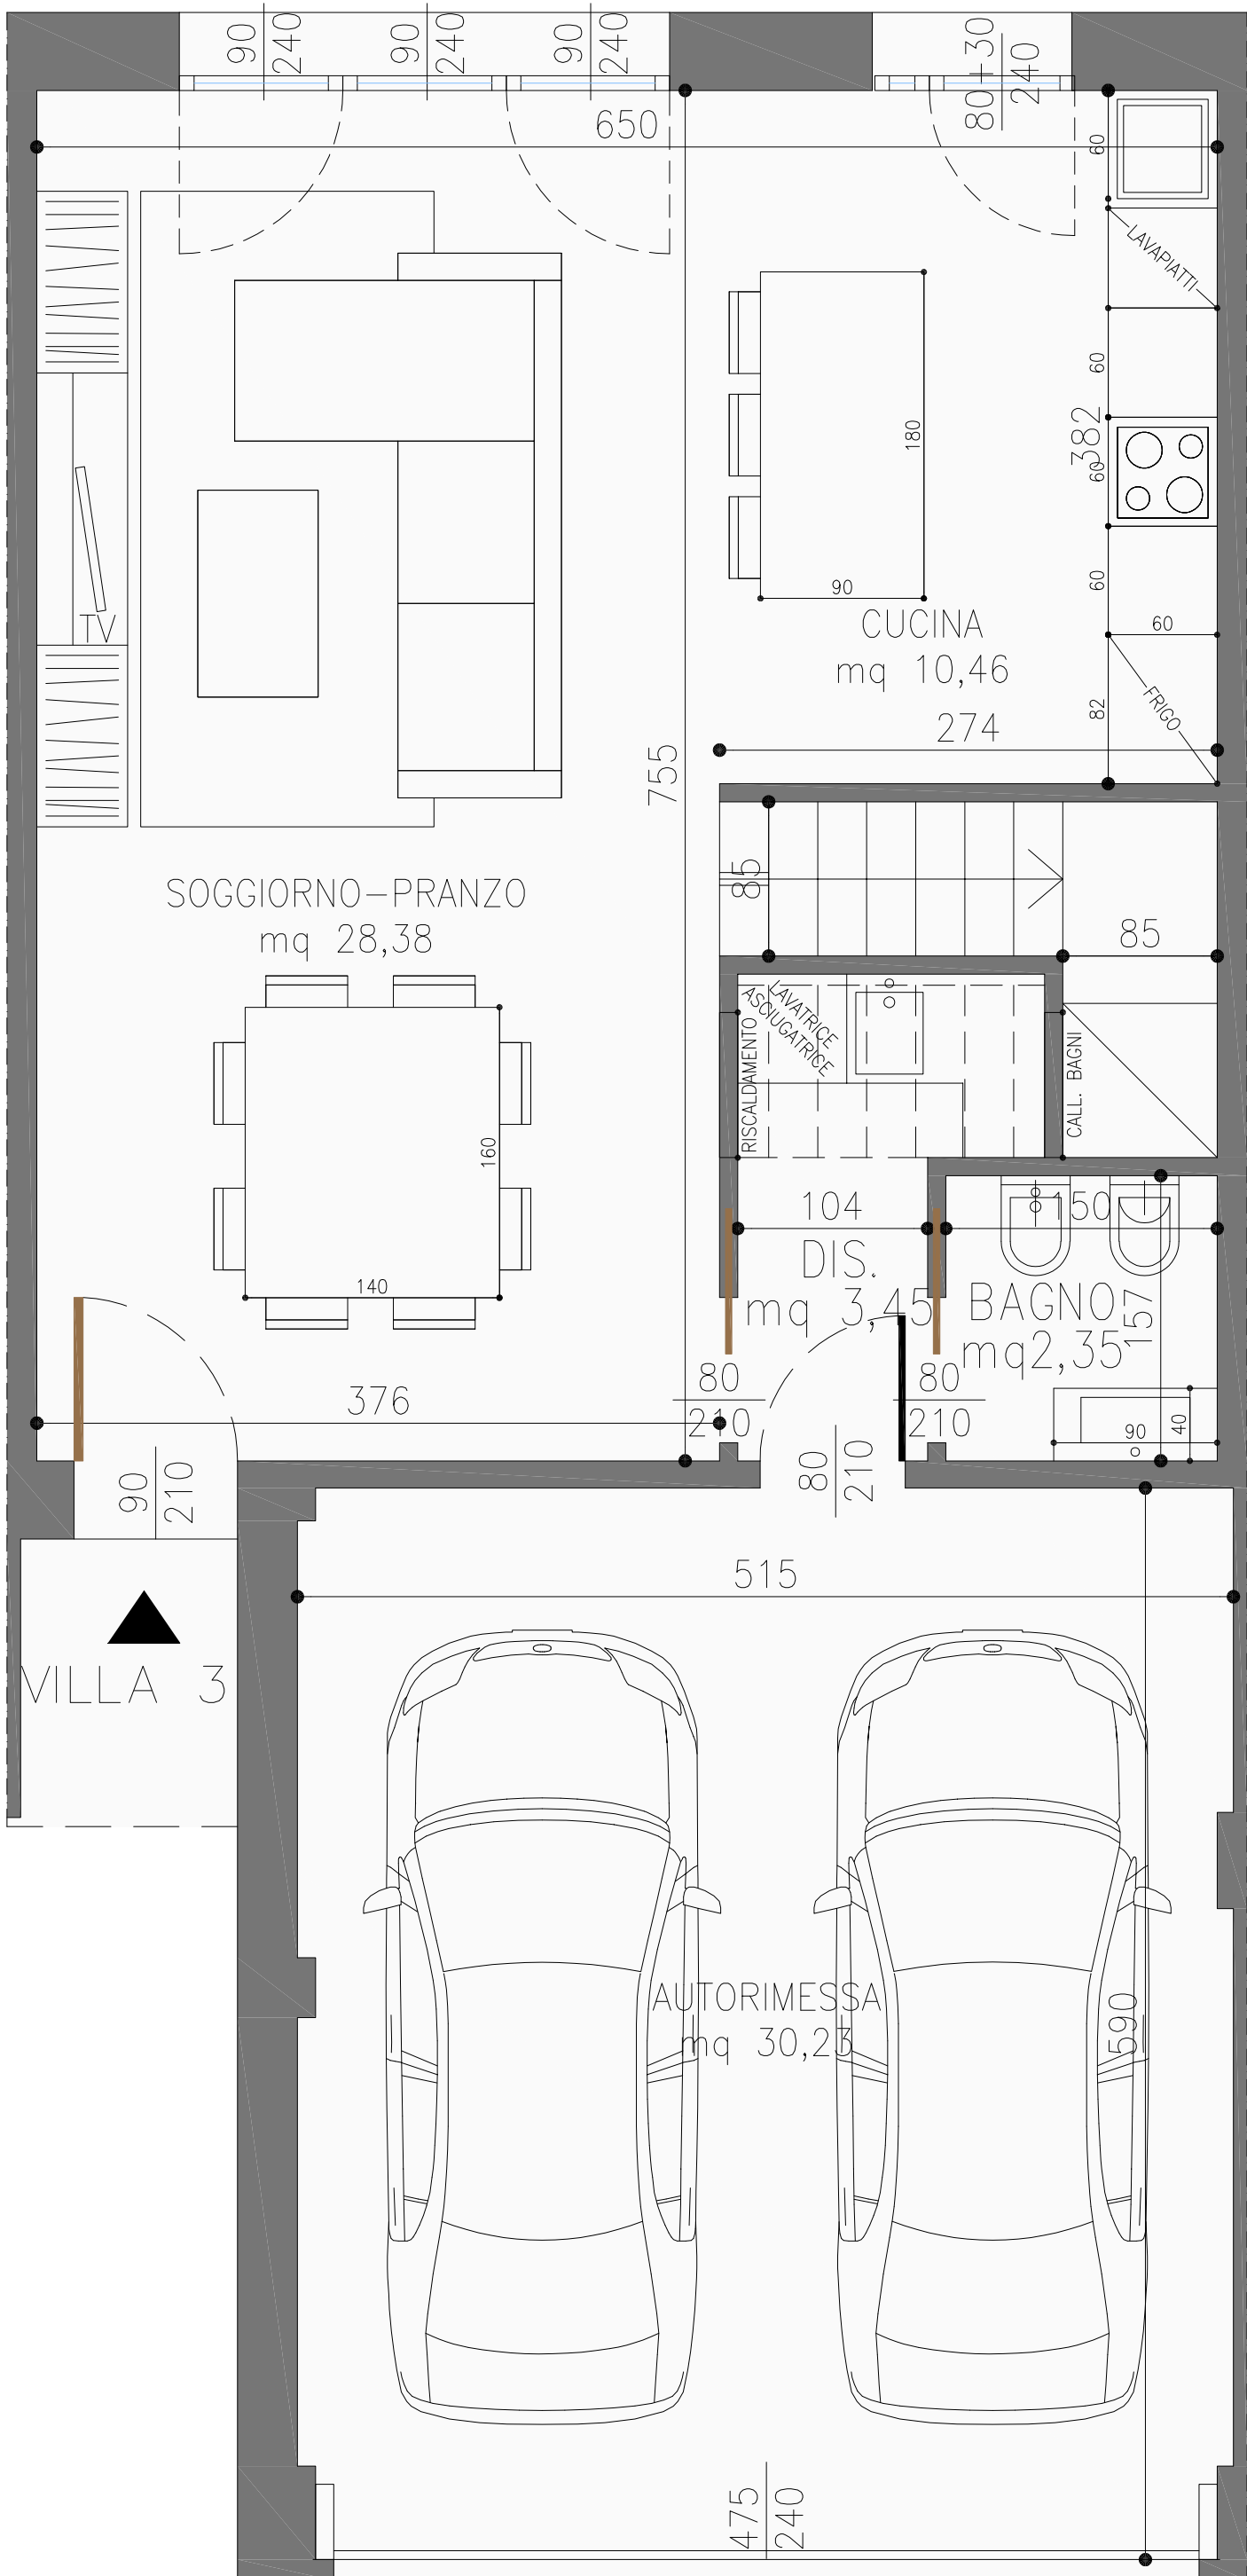 90
240
90
240
90
240
80+30
240
650
60
LAVAPIATTI
60
382
60
180
60
90
60
TV
CUCINA
mq 10,46
FRIGO
82
274
755
85
SOGGIORNO-PRANZO
mq 28,38
85
LAVATRICE
ASCIUGATRICE
RISCALDAMENTO
CALL. BAGNI
160
140
104
150
DIS.
mq 3,45
BAGNO
mq2,35
157
80
210
80
210
90
40
376
90
210
80
210
515
VILLA 3
AUTORIMESSA
mq 30,23
590
475
240